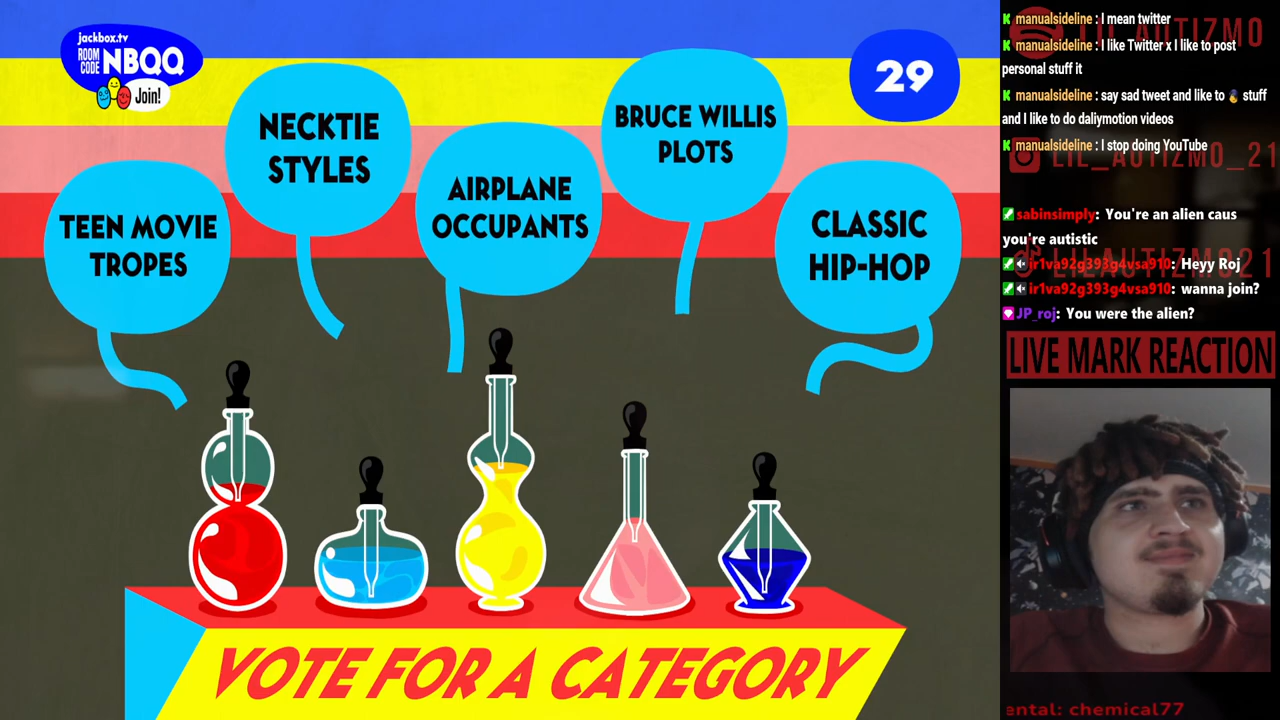 jackbox.tv
ROOM CODE NBQQ
Join!
29
TEEN MOVIE
TROPES
NECKTIE
STYLES
AIRPLANE
OCCUPANTS
BRUCE WILLIS
PLOTS
CLASSIC
HIP-HOP
VOTE FOR A CATEGORY
manualsideline : I mean twitter
manualsideline : I like Twitter x I like to post
personal stuff it
manualsideline : say sad tweet and like to stuff
and I like to do daliymotion videos
manualsideline : I stop doing YouTube
LIL_AUTIZMO
LIL_AUTIZMO_21
sabinsimply: You're an alien caus
you're autistic
LILAUTIZMO21
ir1va92g393g4vsa910: Heyy Roj
ir1va92g393g4vsa910: wanna join?
JP_roj: You were the alien?
LIVE MARK REACTION
ental: chemical77